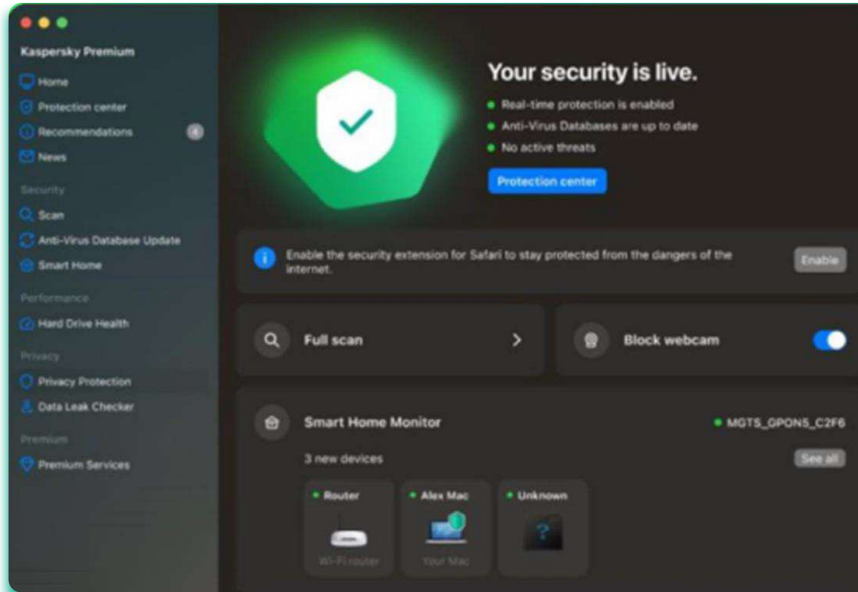 Kaspersky Premium
Home
Protection center
Recommendations 4
News
Security
Scan
Anti-Virus Database Update
Smart Home
Performance
Hard Drive Health
Privacy
Privacy Protection
Data Leak Checker
Premium
Premium Services
Your security is live.
Real-time protection is enabled
Anti-Virus Databases are up to date
No active threats
Protection center
Enable the security extension for Safari to stay protected from the dangers of the
internet.
Enable
Full scan
Block webcam
Smart Home Monitor
MGTS_GPON5_C2F6
3 new devices
See all
Router
Alex Mac
Unknown
?
Wi-Fi router
Your Mac